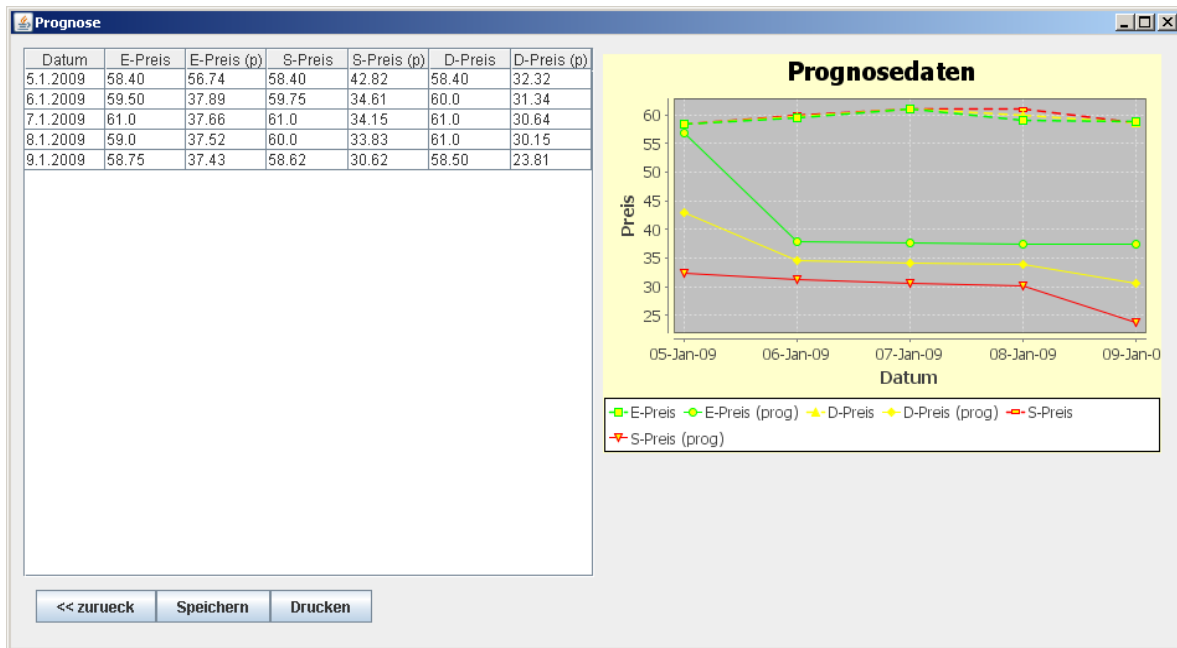 Prognose
Datum E-Preis E-Preis (p) S-Preis S-Preis (p) D-Preis D-Preis (p)
5.1.2009 58.40 56.74 58.40 42.82 58.40 32.32
6.1.2009 59.50 37.89 59.75 34.61 60.0 31.34
7.1.2009 61.0 37.66 61.0 34.15 61.0 30.64
8.1.2009 59.0 37.52 60.0 33.83 61.0 30.15
9.1.2009 58.75 37.43 58.62 30.62 58.50 23.81
<< zurueck Speichern Drucken
Prognosedaten
Preis
60
55
50
45
40
35
30
25
05-Jan-09 06-Jan-09 07-Jan-09 08-Jan-09 09-Jan-0
Datum
E-Preis E-Preis (prog) D-Preis D-Preis (prog) S-Preis
S-Preis (prog)